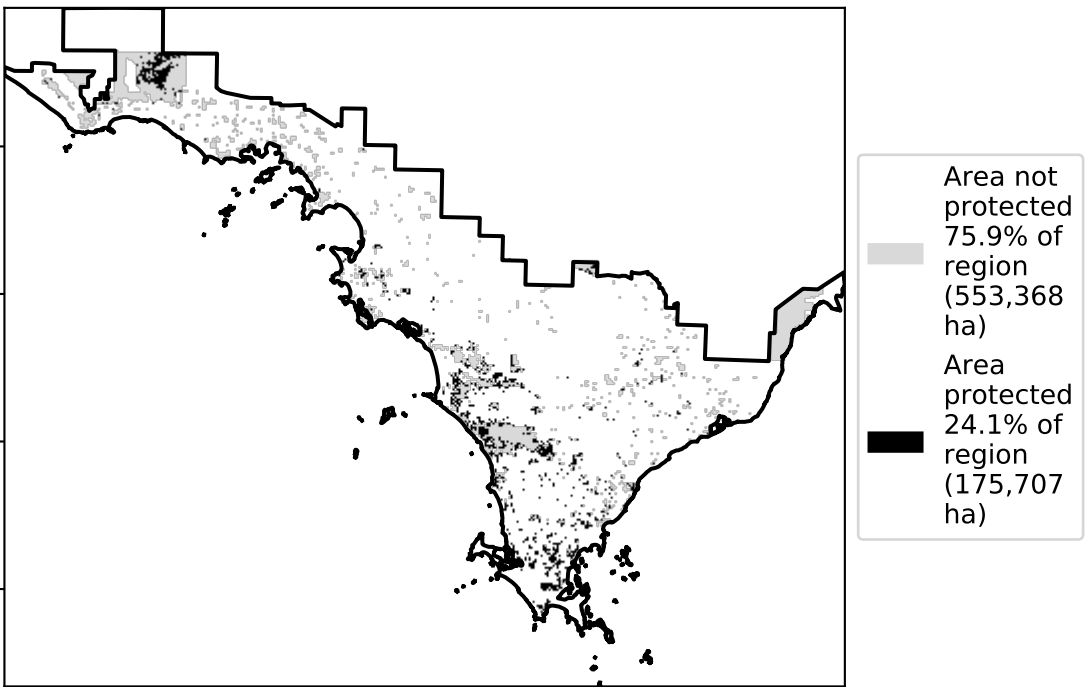 Area not
protected
75.9% of
region
(553,368
ha)
Area
protected
24.1% of
region
(175,707
ha)